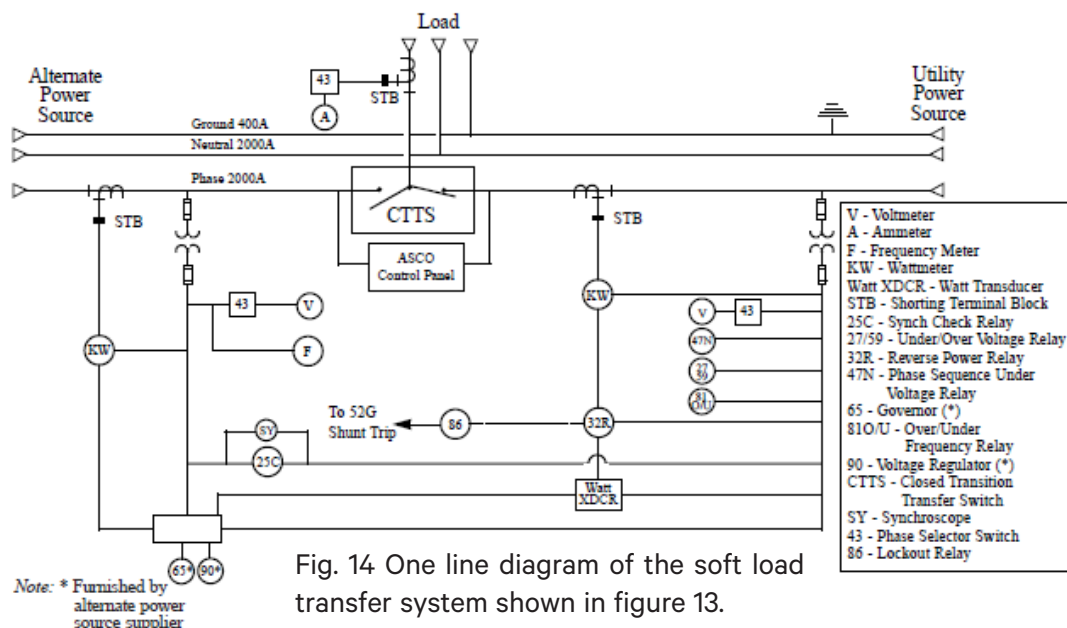 Load
Alternate
Power
Source
Utility
Power
Source
43
STB
A
Ground 400A
Neutral 2000A
Phase 2000A
CTTS
STB
STB
ASCO
Control Panel
KW
43
V
V
43
KW
F
47N
27
59
81
O/U
To 52G
Shunt Trip
86
32R
SY
25C
Watt
XDCR
65*
90*
Note: * Furnished by
alternate power
source supplier
V - Voltmeter
A - Ammeter
F - Frequency Meter
KW - Wattmeter
Watt XDCR - Watt Transducer
STB - Shorting Terminal Block
25C - Synch Check Relay
27/59 - Under/Over Voltage Relay
32R - Reverse Power Relay
47N - Phase Sequence Under
Voltage Relay
65 - Governor (*)
81O/U - Over/Under
Frequency Relay
90 - Voltage Regulator (*)
CTTS - Closed Transition
Transfer Switch
SY - Synchroscope
43 - Phase Selector Switch
86 - Lockout Relay
Fig. 14 One line diagram of the soft load
transfer system shown in figure 13.